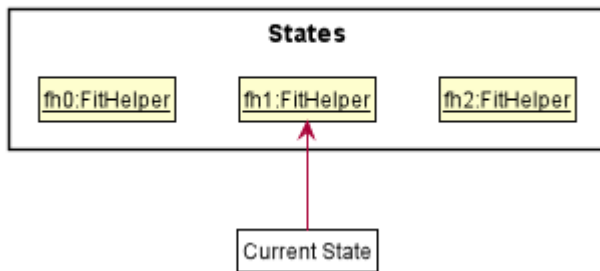 States
fh0:FitHelper
fh1:FitHelper
fh2:FitHelper
Current State